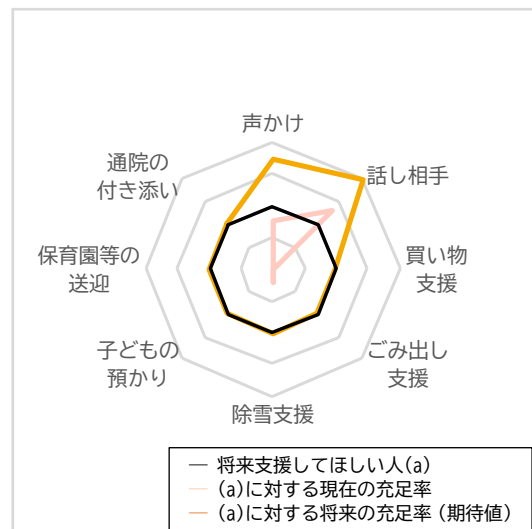 声かけ
話し相手
買い物
支援
ごみ出し
支援
除雪支援
子どもの
預かり
保育園等の
送迎
通院の
付き添い
将来支援してほしい人(a)
(a)に対する現在の充足率
(a)に対する将来の充足率（期待値）